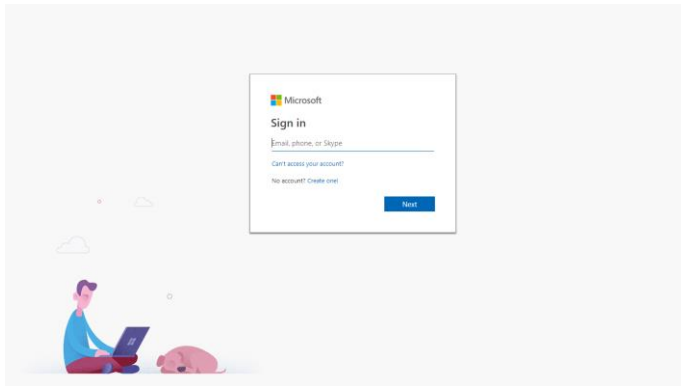 Microsoft
Sign in
Email, phone, or Skype
Can't access your account?
No account? Create one!
Next